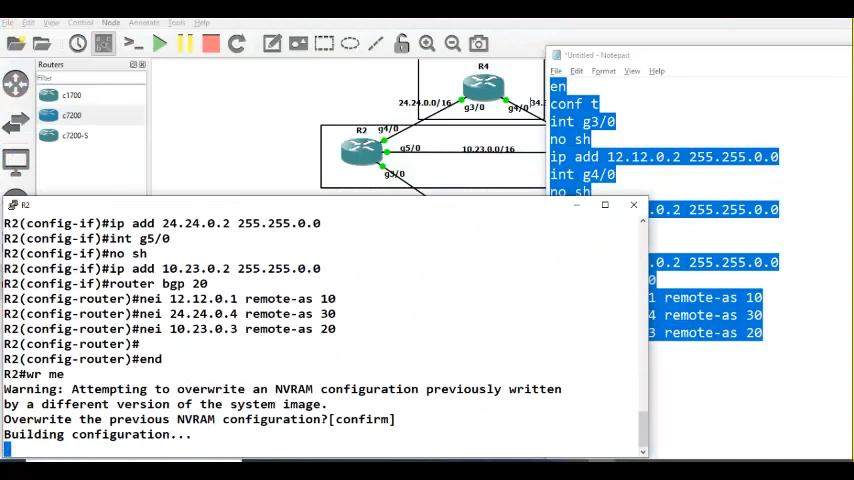 File Edit View Control Node Annotate Tools Help
Routers
Filter
c1700
c7200
c7200-S
R4
24.24.0.0/16
g3/0
g4/0
34.3
R2
g4/0
g5/0
10.23.0.0/16
g3/0
*Untitled - Notepad
File Edit Format View Help
en
conf t
int g3/0
no sh
ip add 12.12.0.2 255.255.0.0
int g4/0
no sh
.0.2 255.255.0.0
.0.2 255.255.0.0
0
1 remote-as 10
4 remote-as 30
3 remote-as 20
R2
R2(config-if)#ip add 24.24.0.2 255.255.0.0
R2(config-if)#int g5/0
R2(config-if)#no sh
R2(config-if)#ip add 10.23.0.2 255.255.0.0
R2(config-if)#router bgp 20
R2(config-router)#nei 12.12.0.1 remote-as 10
R2(config-router)#nei 24.24.0.4 remote-as 30
R2(config-router)#nei 10.23.0.3 remote-as 20
R2(config-router)#
R2(config-router)#end
R2#wr me
Warning: Attempting to overwrite an NVRAM configuration previously written
by a different version of the system image.
Overwrite the previous NVRAM configuration?[confirm]
Building configuration...